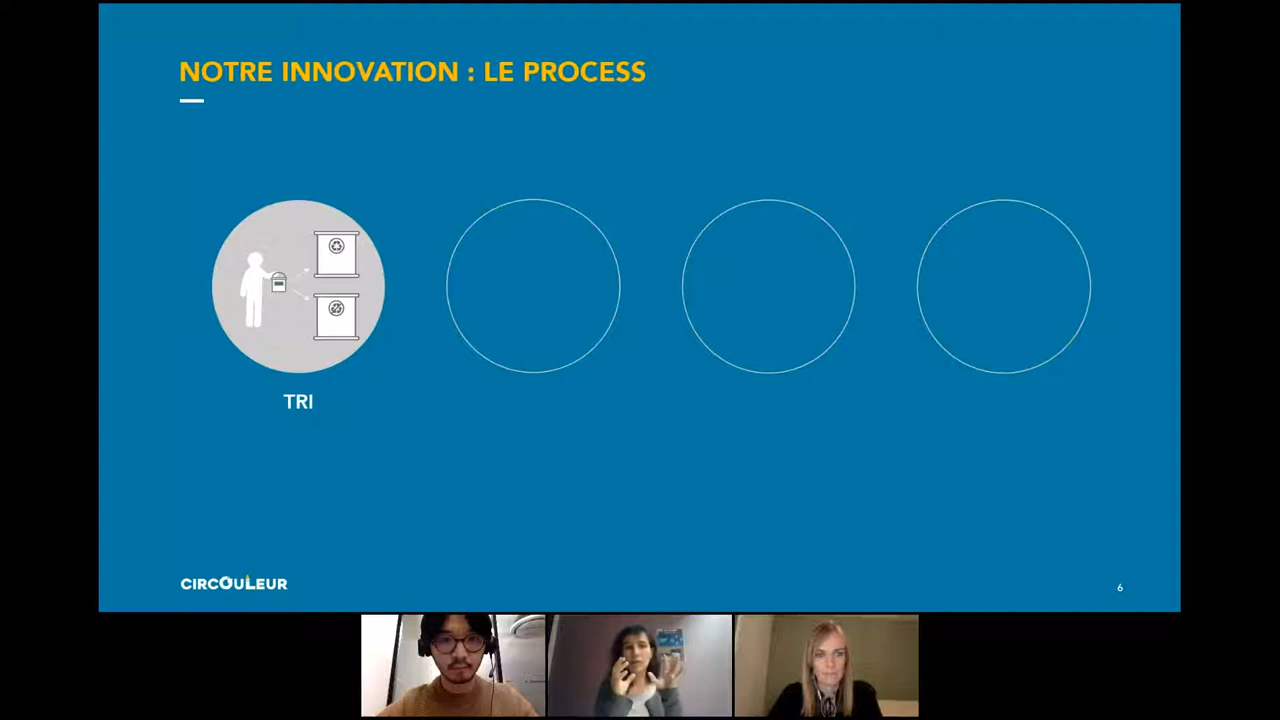 NOTRE INNOVATION : LE PROCESS
TRI
CIRCOULEUR
6